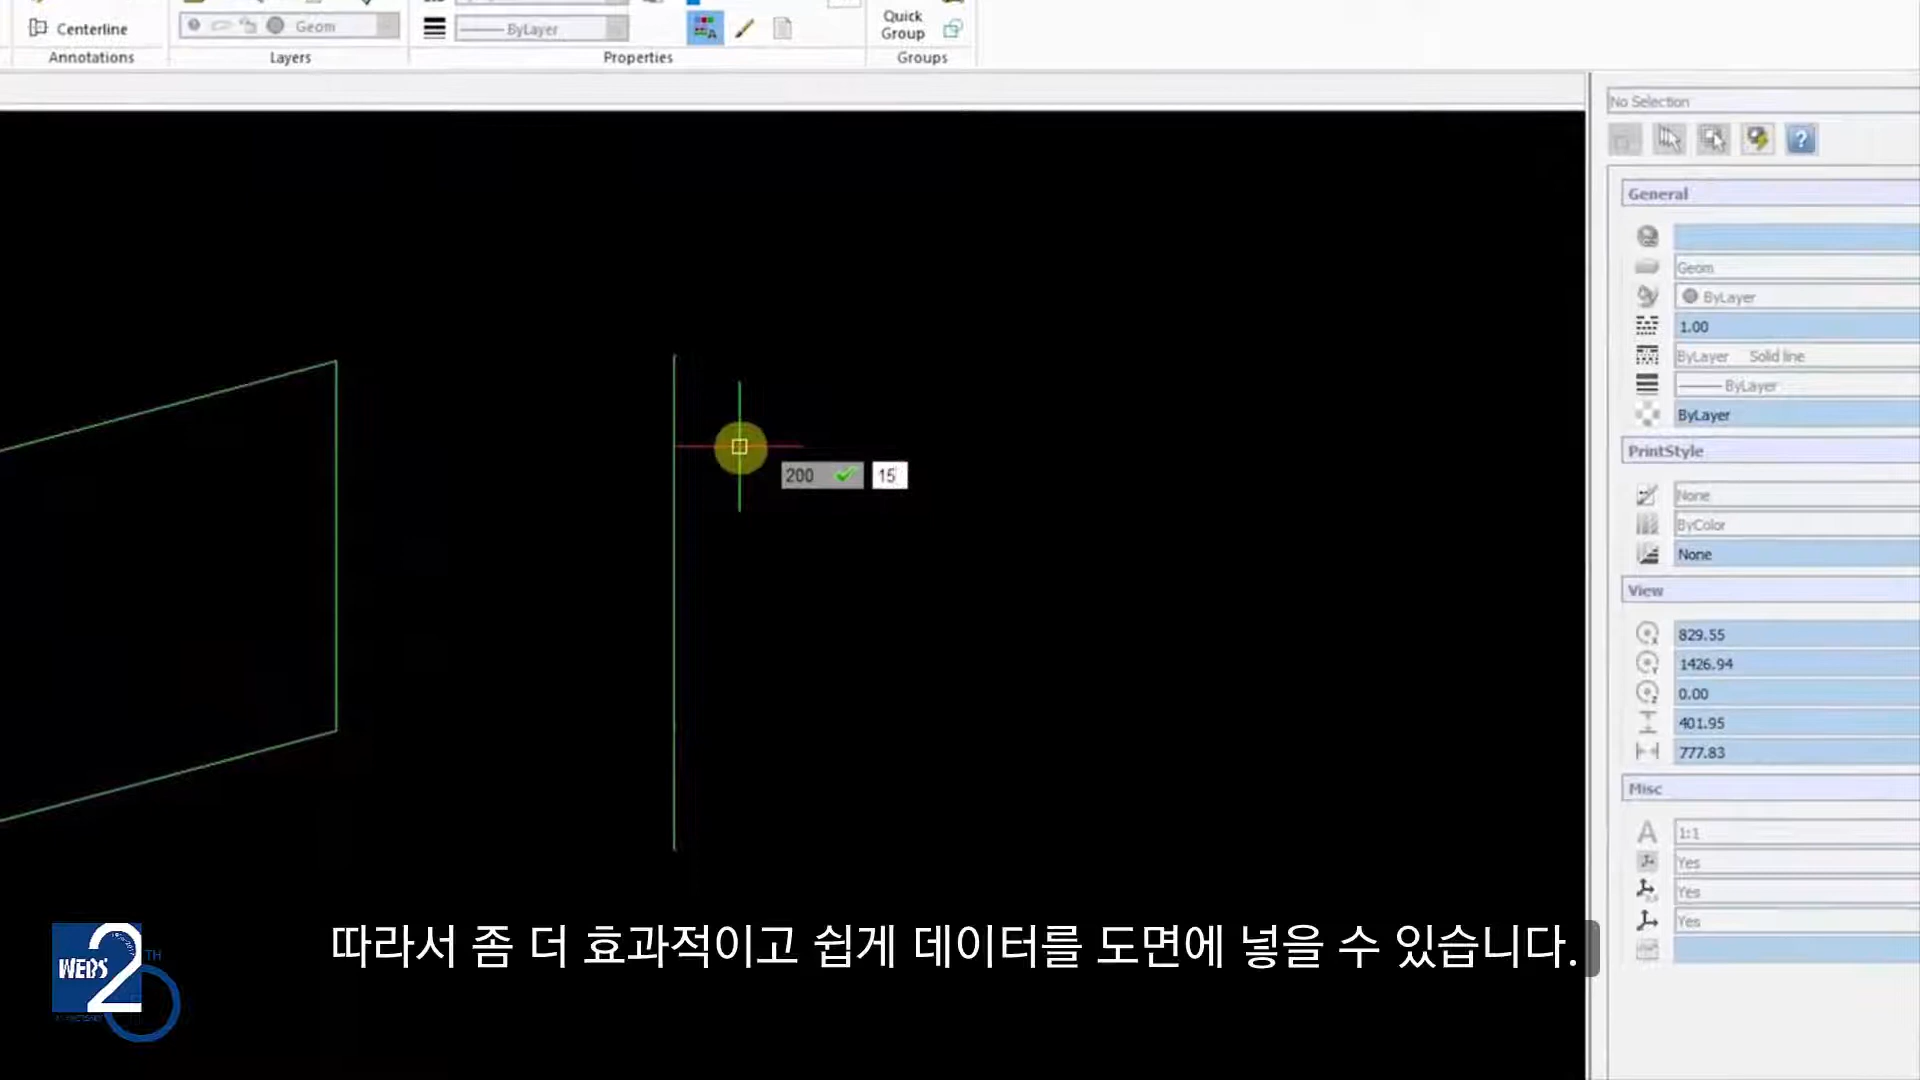 Centerline
Geom
ByLayer
Quick
Group
Annotations
Layers
Properties
Groups
No Selection
?
General
Geom
ByLayer
1.00
ByLayer Solid line
ByLayer
ByLayer
PrintStyle
None
ByColor
None
View
829.55
1426.94
0.00
401.95
777.83
Misc
1:1
Yes
Yes
Yes
200
15
따라서 좀 더 효과적이고 쉽게 데이터를 도면에 넣을 수 있습니다.
WEBS
20
TH